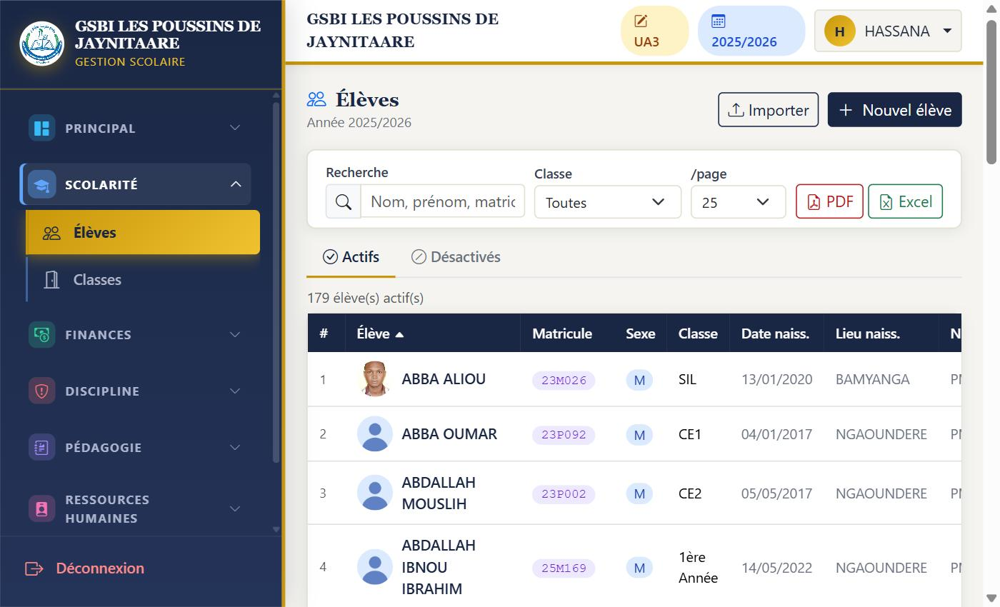 GSBI LES POUSSINS DE
JAYNITAARE
GESTION SCOLAIRE
PRINCIPAL
SCOLARITÉ
Élèves
Classes
FINANCES
DISCIPLINE
PÉDAGOGIE
RESSOURCES
HUMAINES
Déconnexion
GSBI LES POUSSINS DE
JAYNITAARE
UA3
2025/2026
H HASSANA
Élèves
Année 2025/2026
Importer
+ Nouvel élève
Recherche Classe /page
Nom, prénom, matric Toutes 25 PDF Excel
Actifs Désactivés
179 élève(s) actif(s)
# Élève Matricule Sexe Classe Date naiss. Lieu naiss. N
1 ABBA ALIOU 23M026 M SIL 13/01/2020 BAMYANGA
2 ABBA OUMAR 23P092 M CE1 04/01/2017 NGAOUNDERE
3 ABDALLAH
MOUSLIH 23P002 M CE2 05/05/2017 NGAOUNDERE
4 ABDALLAH
IBNOU
IBRAHIM 25M169 M 1ère
Année 14/05/2022 NGAOUNDERE